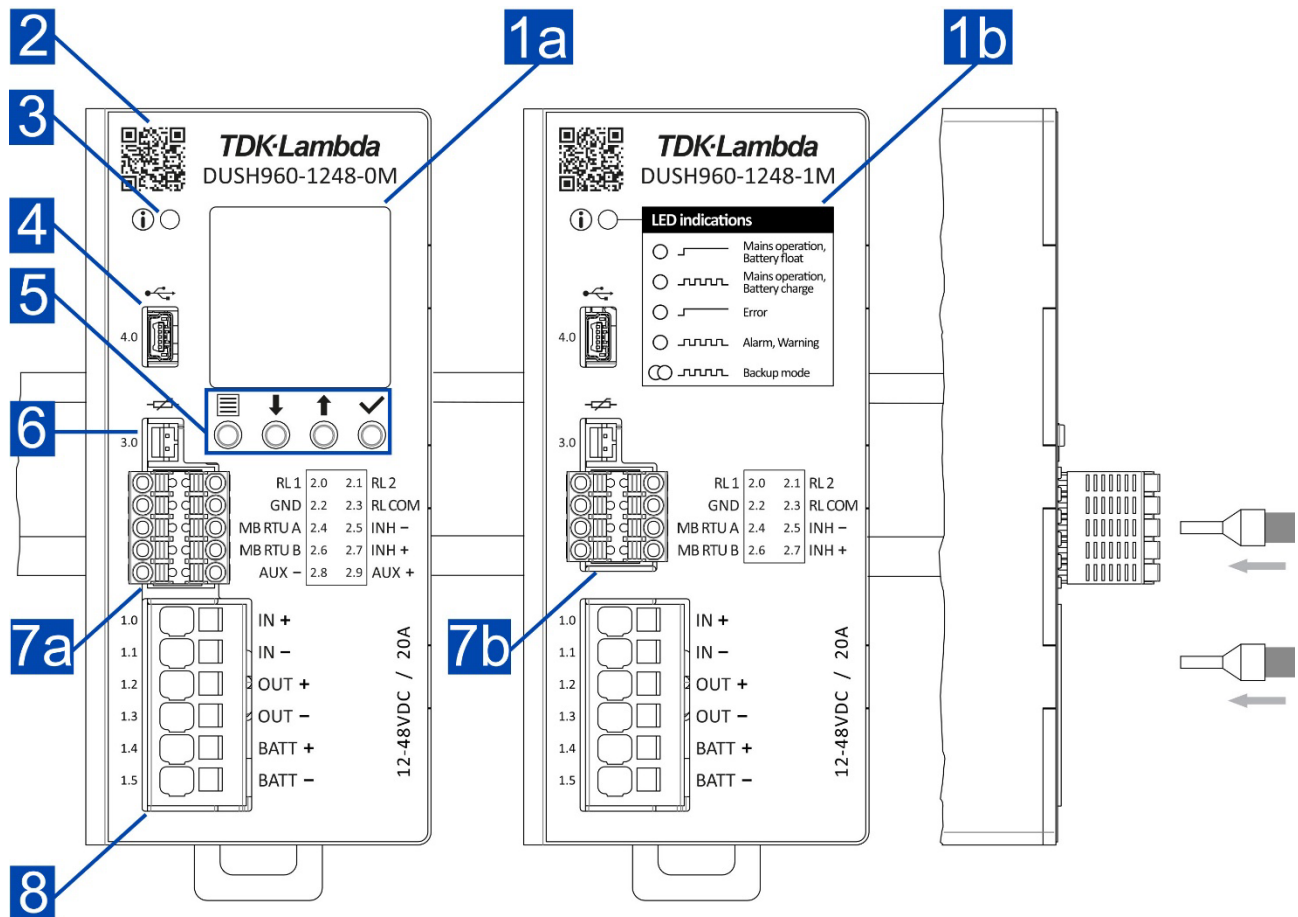 1a
1b
2
3
4
5
6
7a
7b
8
TDK·Lambda
DUSH960-1248-0M
4.0
3.0
RL 1 2.0 2.1 RL 2
GND 2.2 2.3 RL COM
MB RTU A 2.4 2.5 INH −
MB RTU B 2.6 2.7 INH +
AUX − 2.8 2.9 AUX +
1.0 IN +
1.1 IN −
1.2 OUT +
1.3 OUT −
1.4 BATT +
1.5 BATT −
12-48VDC / 20A
TDK·Lambda
DUSH960-1248-1M
LED indications
Mains operation,
Battery float
Mains operation,
Battery charge
Error
Alarm, Warning
Backup mode
4.0
3.0
RL 1 2.0 2.1 RL 2
GND 2.2 2.3 RL COM
MB RTU A 2.4 2.5 INH −
MB RTU B 2.6 2.7 INH +
1.0 IN +
1.1 IN −
1.2 OUT +
1.3 OUT −
1.4 BATT +
1.5 BATT −
12-48VDC / 20A